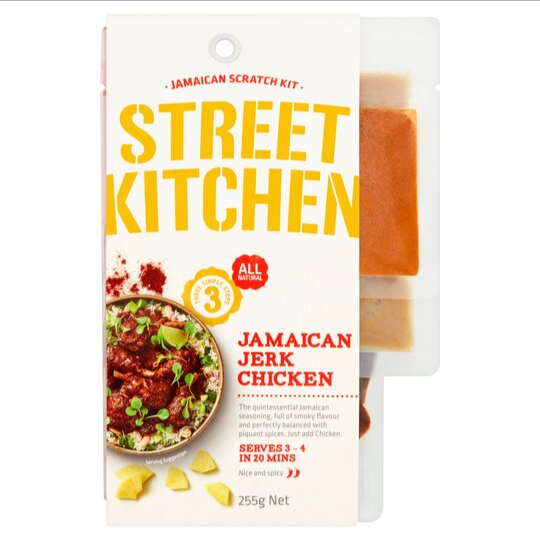 · JAMAICAN SCRATCH KIT ·
STREET
KITCHEN
ALL
NATURAL
THREE SIMPLE STEPS
3
JAMAICAN
JERK
CHICKEN
The quintessential Jamaican
seasoning, full of smoky flavour
and perfectly balanced with
piquant spices. Just add Chicken.
SERVES 3 - 4
IN 20 MINS
Nice and spicy
Serving Suggestion
255g Net